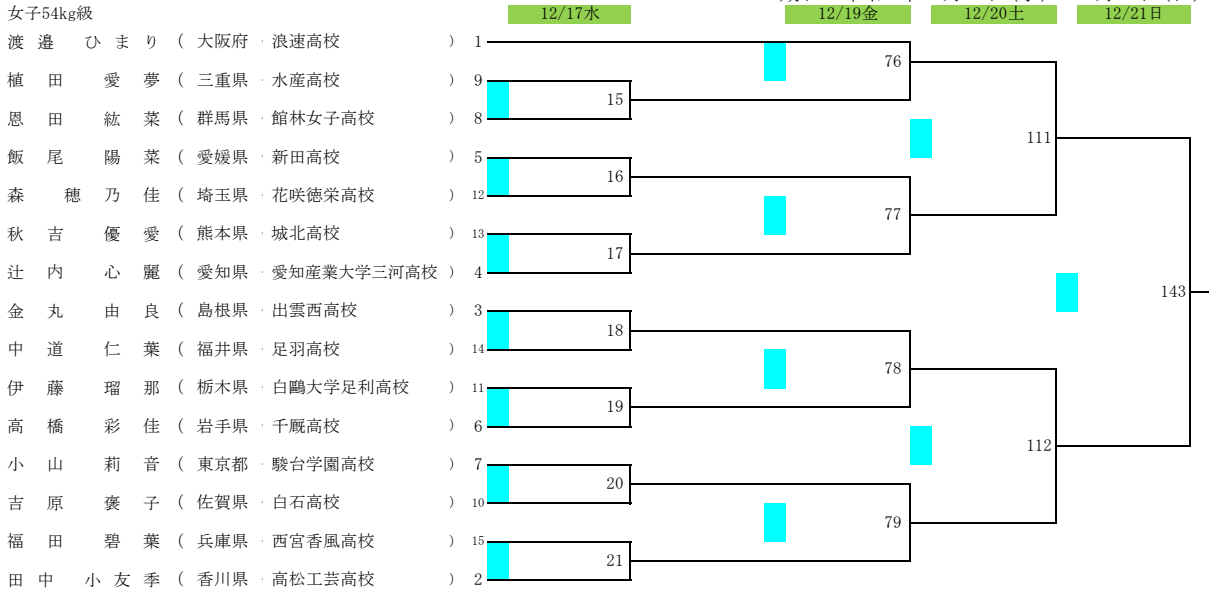 女子54kg級 12/17水 12/19金 12/20土 12/21日
渡邉 ひまり ( 大阪府 · 浪速高校 ) 1
76
植田 愛夢 ( 三重県 · 水産高校 ) 9
15
恩田 紘菜 ( 群馬県 · 館林女子高校 ) 8
111
飯尾 陽菜 ( 愛媛県 · 新田高校 ) 5
16
森 穂乃佳 ( 埼玉県 · 花咲徳栄高校 ) 12
77
秋吉 優愛 ( 熊本県 · 城北高校 ) 13
17
辻内 心麗 ( 愛知県 · 愛知産業大学三河高校 ) 4
143
金丸 由良 ( 島根県 · 出雲西高校 ) 3
18
中道 仁葉 ( 福井県 · 足羽高校 ) 14
78
伊藤 瑠那 ( 栃木県 · 白鷗大学足利高校 ) 11
19
高橋 彩佳 ( 岩手県 · 千厩高校 ) 6
112
小山 莉音 ( 東京都 · 駿台学園高校 ) 7
20
吉原 褒子 ( 佐賀県 · 白石高校 ) 10
79
福田 碧葉 ( 兵庫県 · 西宮香風高校 ) 15
21
田中 小友季 ( 香川県 · 高松工芸高校 ) 2